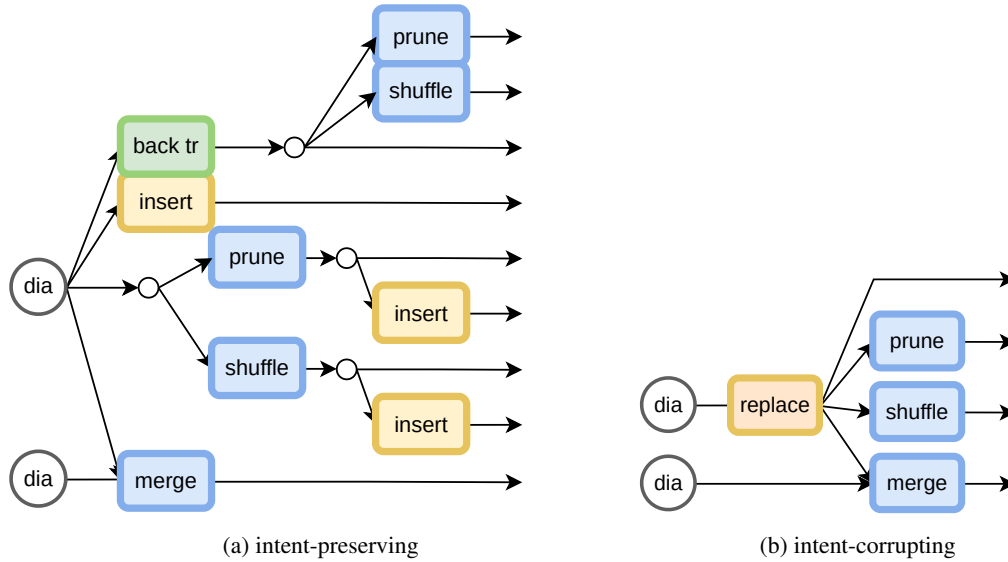 prune
shuffle
back tr
insert
prune
dia
insert
shuffle
insert
dia
merge
(a) intent-preserving
prune
dia
replace
shuffle
dia
merge
(b) intent-corrupting